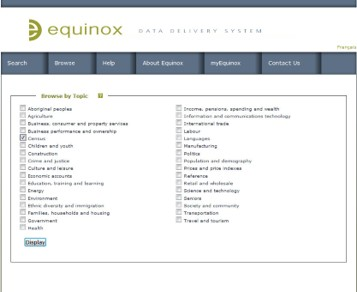 equinox DATA DELIVERY SYSTEM
Français
Search Browse Help About Equinox myEquinox Contact Us
Browse by Topic
Aboriginal peoples
Agriculture
Business, consumer and property services
Business performance and ownership
Census
Children and youth
Construction
Crime and justice
Culture and leisure
Economic accounts
Education, training and learning
Energy
Environment
Ethnic diversity and immigration
Families, households and housing
Government
Health
Income, pensions, spending and wealth
Information and communications technology
International trade
Labour
Languages
Manufacturing
Politics
Population and demography
Prices and price indexes
Reference
Retail and wholesale
Science and technology
Seniors
Society and community
Transportation
Travel and tourism
Display